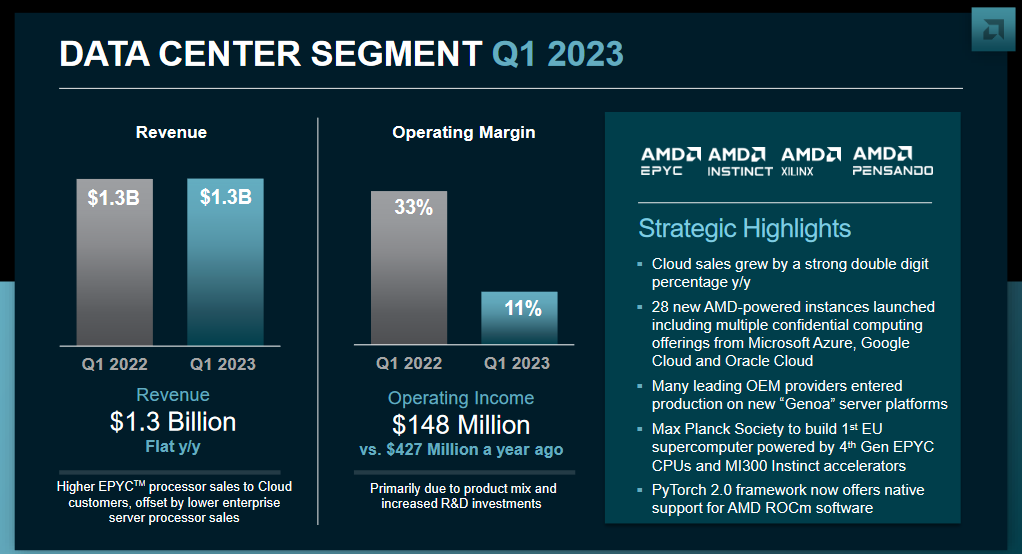 DATA CENTER SEGMENT Q1 2023
Revenue
$1.3B
$1.3B
Q1 2022
Q1 2023
Revenue
$1.3 Billion
Flat y/y
Higher EPYC™ processor sales to Cloud
customers, offset by lower enterprise
server processor sales
Operating Margin
33%
11%
Q1 2022
Q1 2023
Operating Income
$148 Million
vs. $427 Million a year ago
Primarily due to product mix and
increased R&D investments
AMD EPYC
AMD INSTINCT
AMD XILINX
AMD PENSANDO
Strategic Highlights
▪ Cloud sales grew by a strong double digit
percentage y/y
▪ 28 new AMD-powered instances launched
including multiple confidential computing
offerings from Microsoft Azure, Google
Cloud and Oracle Cloud
▪ Many leading OEM providers entered
production on new “Genoa” server platforms
▪ Max Planck Society to build 1st EU
supercomputer powered by 4th Gen EPYC
CPUs and MI300 Instinct accelerators
▪ PyTorch 2.0 framework now offers native
support for AMD ROCm software